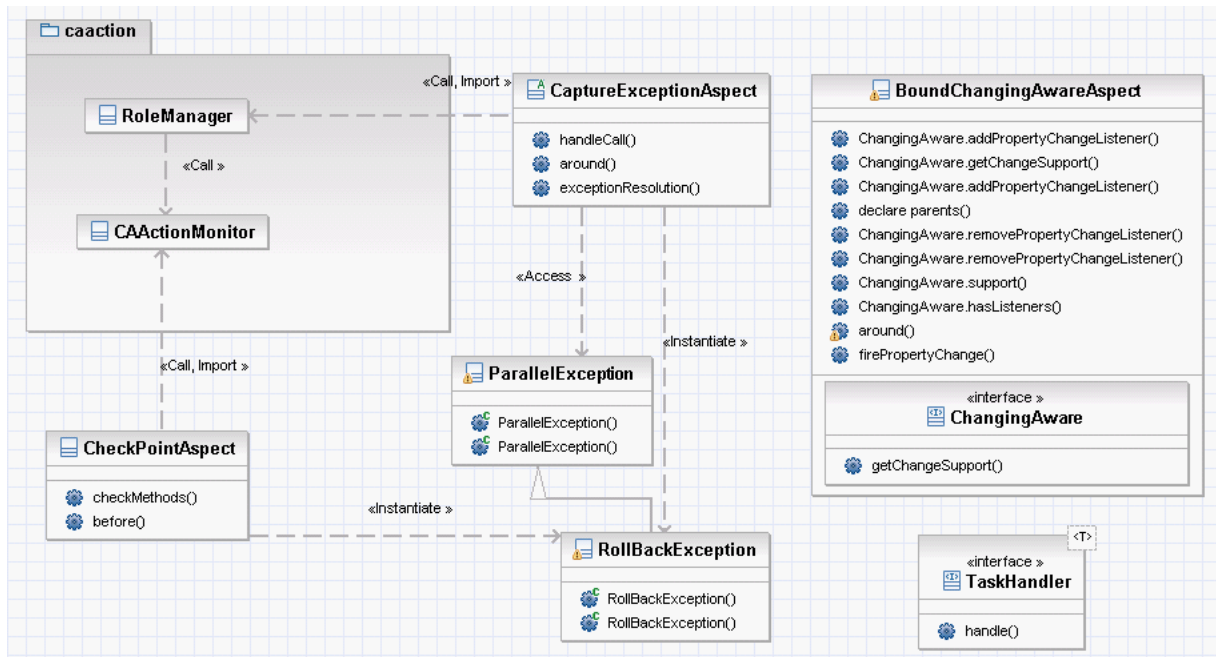 caaction
RoleManager
«Call »
CAActionMonitor
«Call, Import »
CheckPointAspect
checkMethods()
before()
«Instantiate »
«Call, Import »
CaptureExceptionAspect
handleCall()
around()
exceptionResolution()
«Access »
«Instantiate »
ParallelException
ParallelException()
ParallelException()
RollBackException
RollBackException()
RollBackException()
BoundChangingAwareAspect
ChangingAware.addPropertyChangeListener()
ChangingAware.getChangeSupport()
ChangingAware.addPropertyChangeListener()
declare parents()
ChangingAware.removePropertyChangeListener()
ChangingAware.removePropertyChangeListener()
ChangingAware.support()
ChangingAware.hasListeners()
around()
firePropertyChange()
«interface »
ChangingAware
getChangeSupport()
<T>
«interface »
TaskHandler
handle()